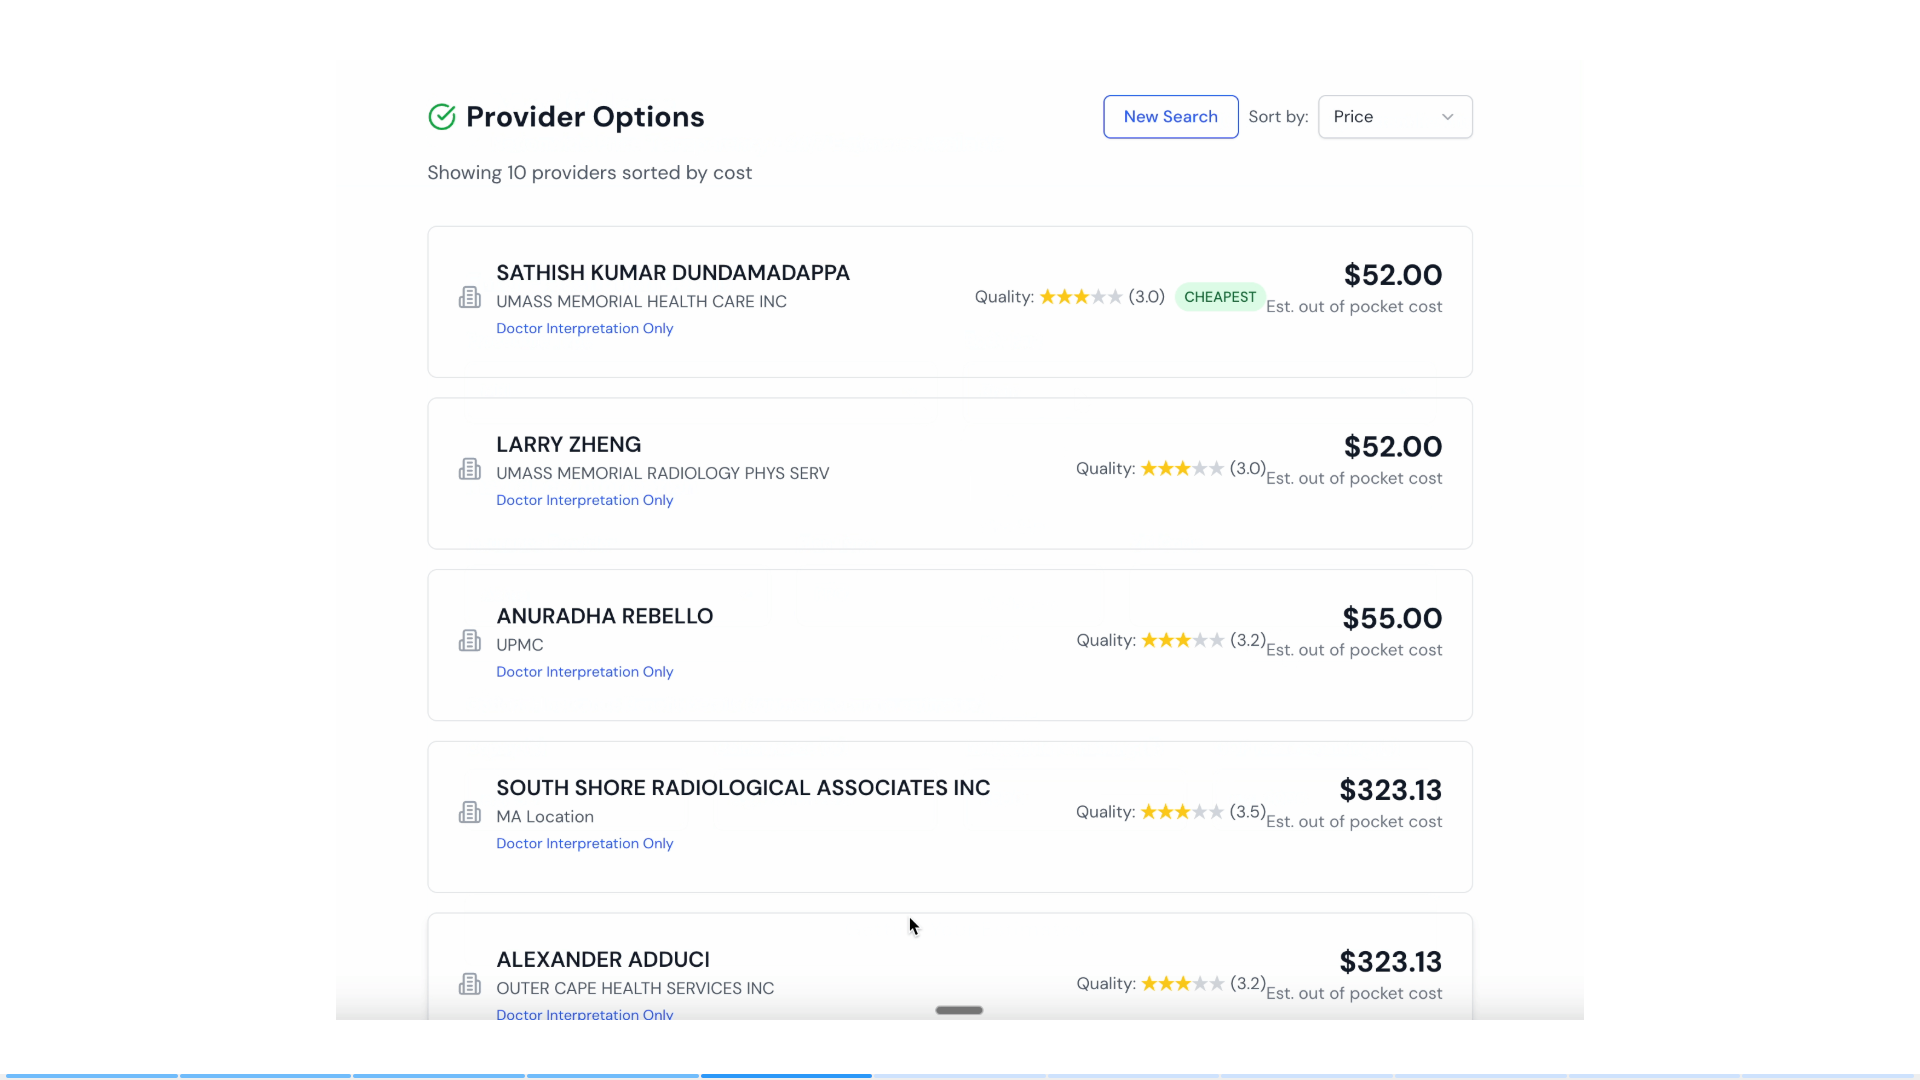 Provider Options
New Search
Sort by:
Price
Showing 10 providers sorted by cost
SATHISH KUMAR DUNDAMADAPPA
UMASS MEMORIAL HEALTH CARE INC
Doctor Interpretation Only
Quality: ★★★★★ (3.0)
CHEAPEST
$52.00
Est. out of pocket cost
LARRY ZHENG
UMASS MEMORIAL RADIOLOGY PHYS SERV
Doctor Interpretation Only
Quality: ★★★★★ (3.0)
$52.00
Est. out of pocket cost
ANURADHA REBELLO
UPMC
Doctor Interpretation Only
Quality: ★★★★★ (3.2)
$55.00
Est. out of pocket cost
SOUTH SHORE RADIOLOGICAL ASSOCIATES INC
MA Location
Doctor Interpretation Only
Quality: ★★★★★ (3.5)
$323.13
Est. out of pocket cost
ALEXANDER ADDUCI
OUTER CAPE HEALTH SERVICES INC
Doctor Interpretation Only
Quality: ★★★★★ (3.2)
$323.13
Est. out of pocket cost